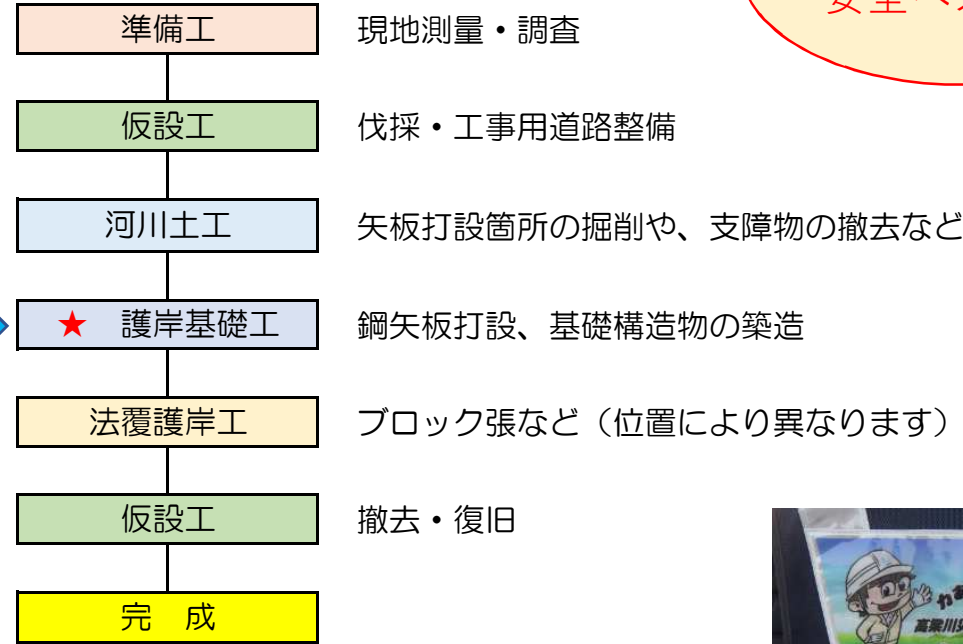 準備工 現地測量・調査
仮設工 伐採・工事用道路整備
河川土工 矢板打設箇所の掘削や、支障物の撤去など
★ 護岸基礎工 鋼矢板打設、基礎構造物の築造
法覆護岸工 ブロック張など（位置により異なります）
仮設工 撤去・復旧
完 成
高梁川